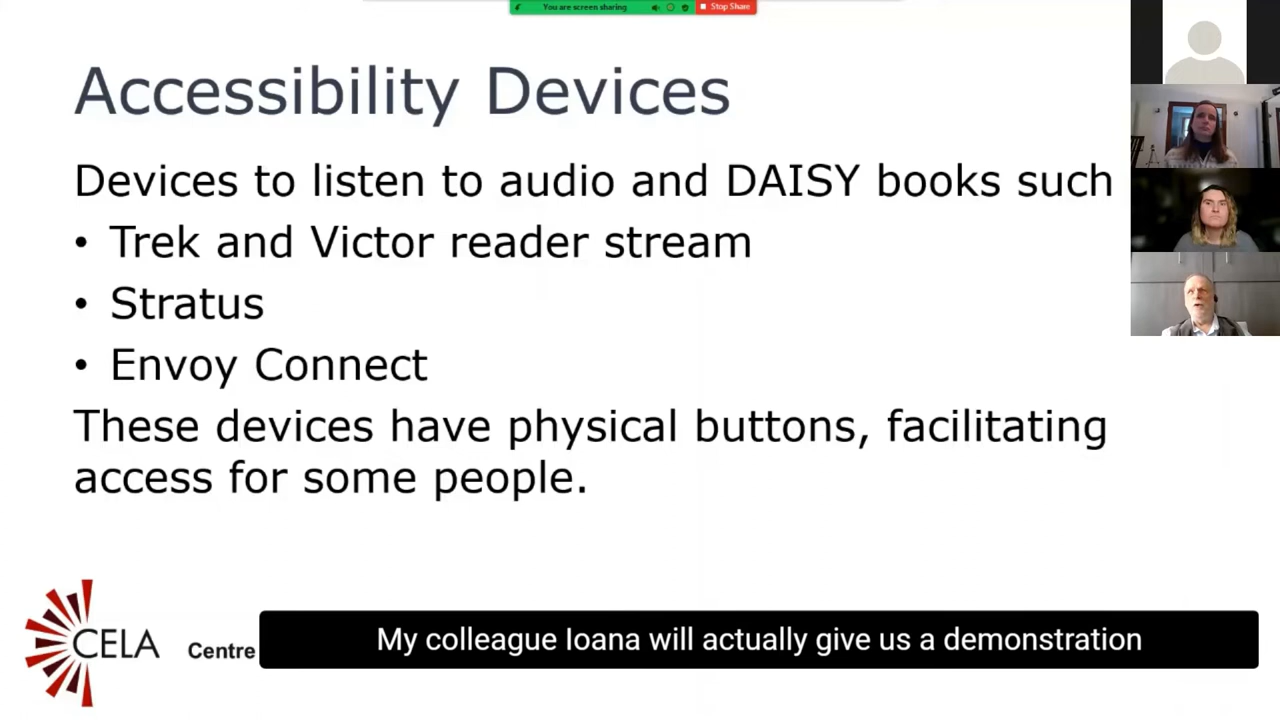 You are screen sharing
Stop Share
Accessibility Devices
Devices to listen to audio and DAISY books such
• Trek and Victor reader stream
• Stratus
• Envoy Connect
These devices have physical buttons, facilitating
access for some people.
CELA
Centre
My colleague Ioana will actually give us a demonstration